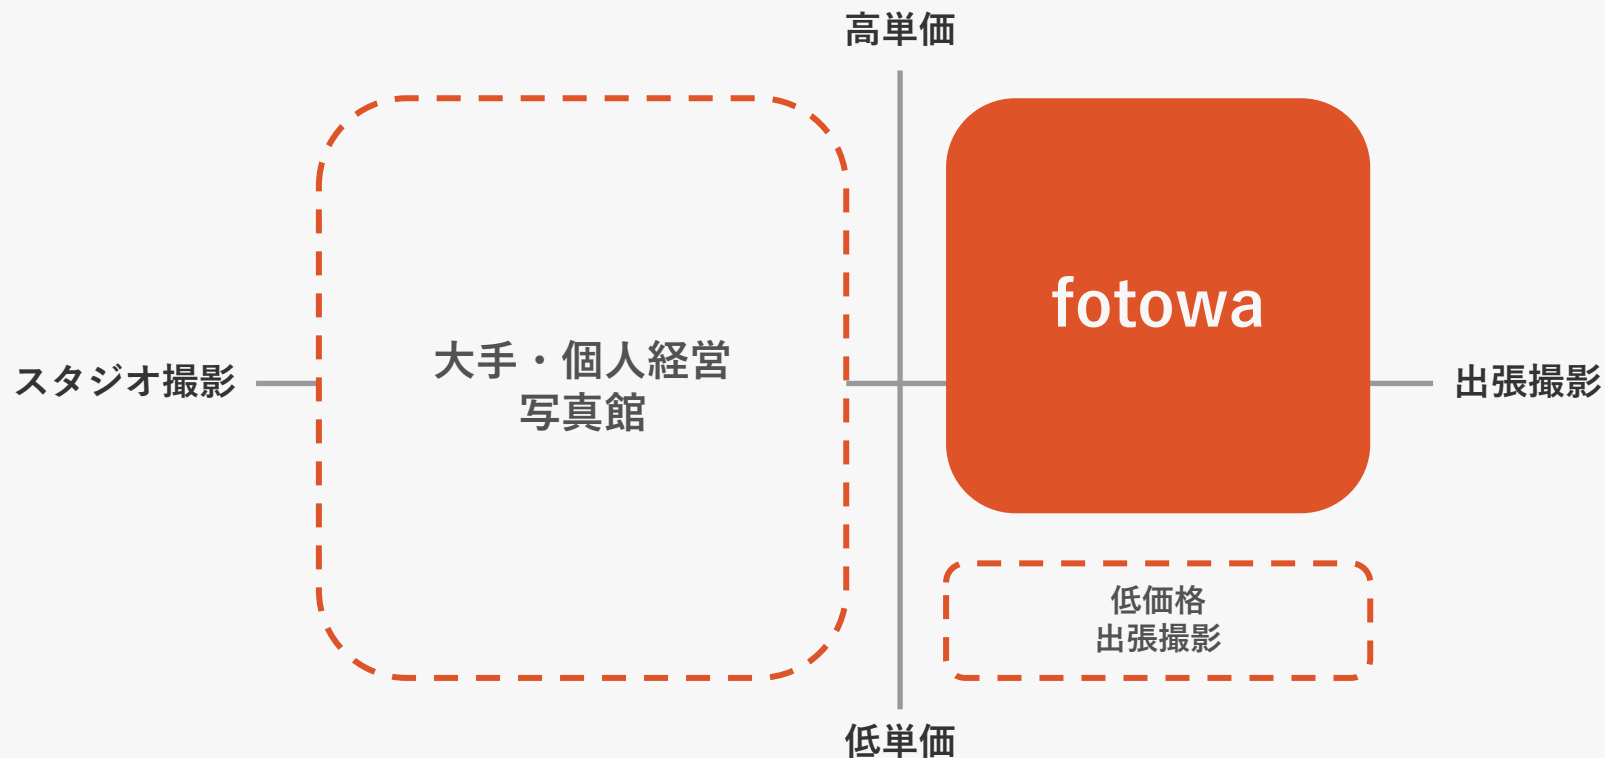 高単価
fotowa
スタジオ撮影
大手・個人経営
写真館
出張撮影
低価格
出張撮影
低単価